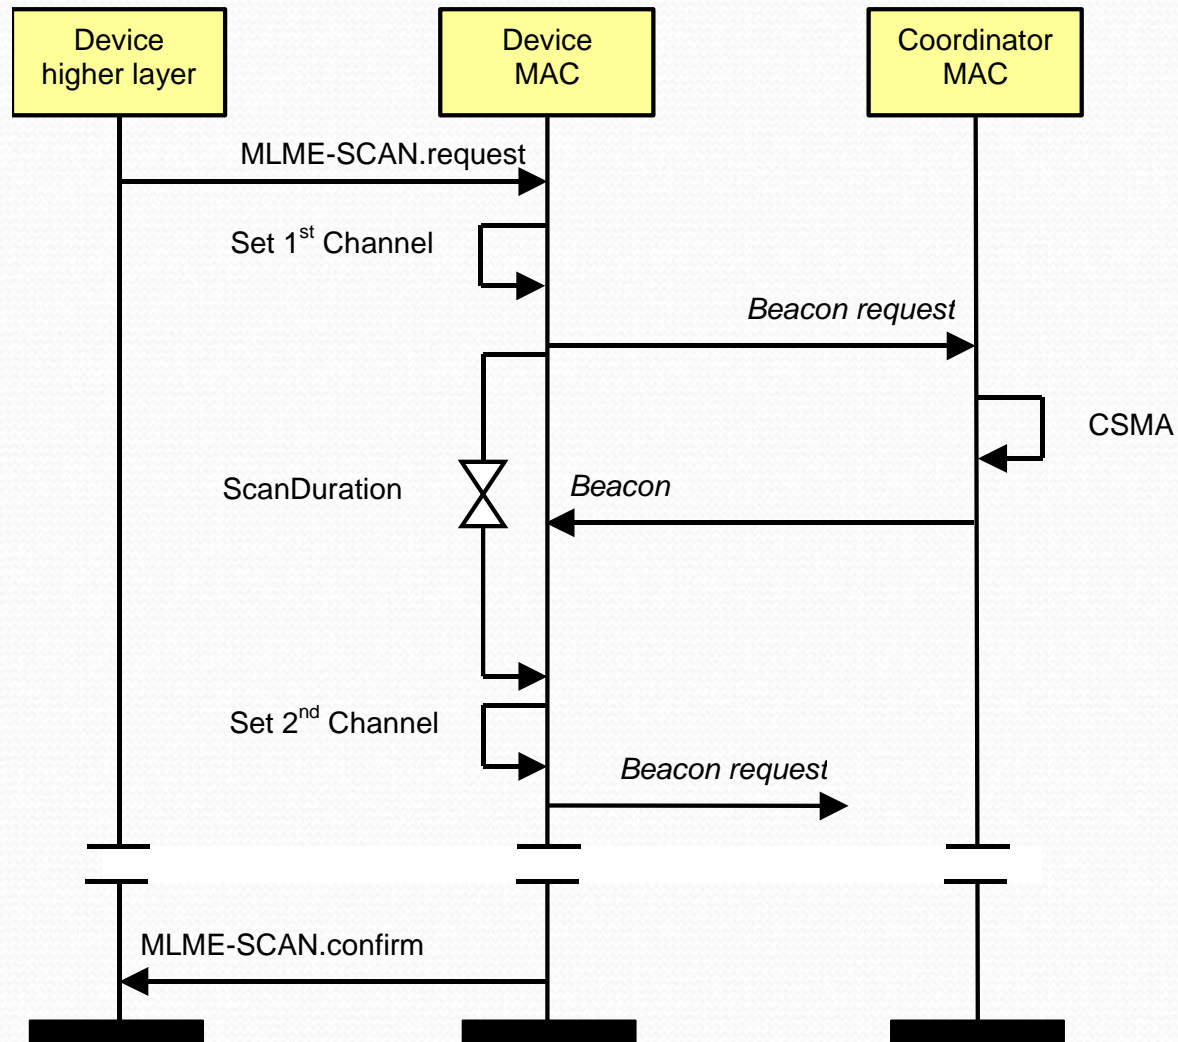 Device
higher layer
Device
MAC
Coordinator
MAC
MLME-SCAN.request
Set 1st Channel
Beacon request
CSMA
ScanDuration
Beacon
Set 2nd Channel
Beacon request
MLME-SCAN.confirm